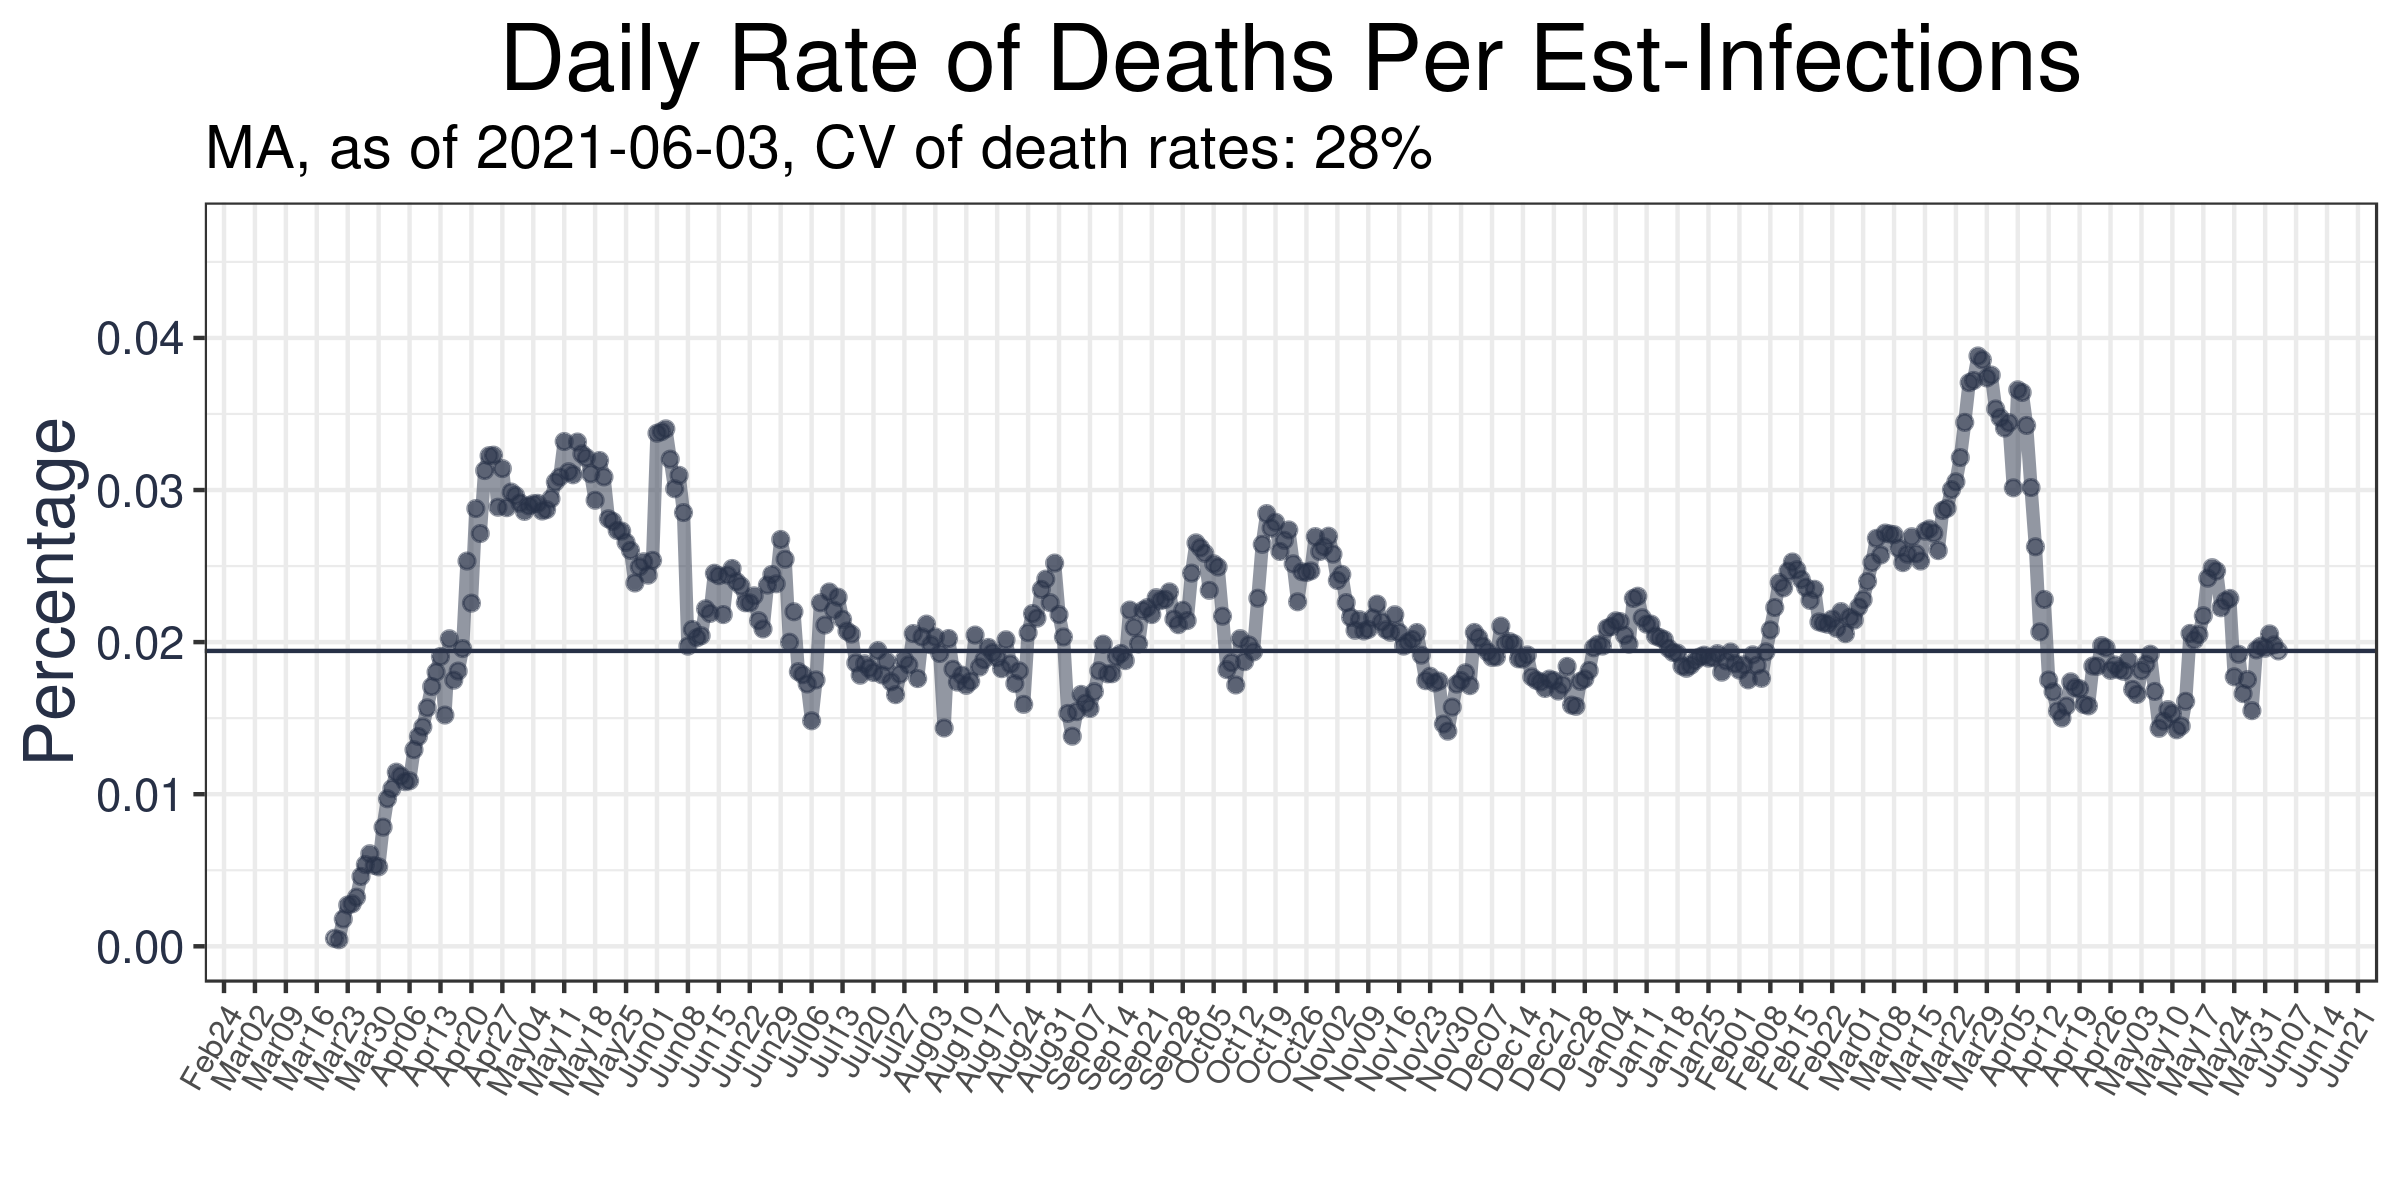 Daily Rate of Deaths Per Est-Infections
MA, as of 2021-06-03, CV of death rates: 28%
Percentage
0.04
0.03
0.02
0.01
0.00
Feb24
Mar02
Mar09
Mar16
Mar23
Mar30
Apr06
Apr13
Apr20
Apr27
May04
May11
May18
May25
Jun01
Jun08
Jun15
Jun22
Jun29
Jul06
Jul13
Jul20
Jul27
Aug03
Aug10
Aug17
Aug24
Aug31
Sep07
Sep14
Sep21
Sep28
Oct05
Oct12
Oct19
Oct26
Nov02
Nov09
Nov16
Nov23
Nov30
Dec07
Dec14
Dec21
Dec28
Jan04
Jan11
Jan18
Jan25
Feb01
Feb08
Feb15
Feb22
Mar01
Mar08
Mar15
Mar22
Mar29
Apr05
Apr12
Apr19
Apr26
May03
May10
May17
May24
May31
Jun07
Jun14
Jun21